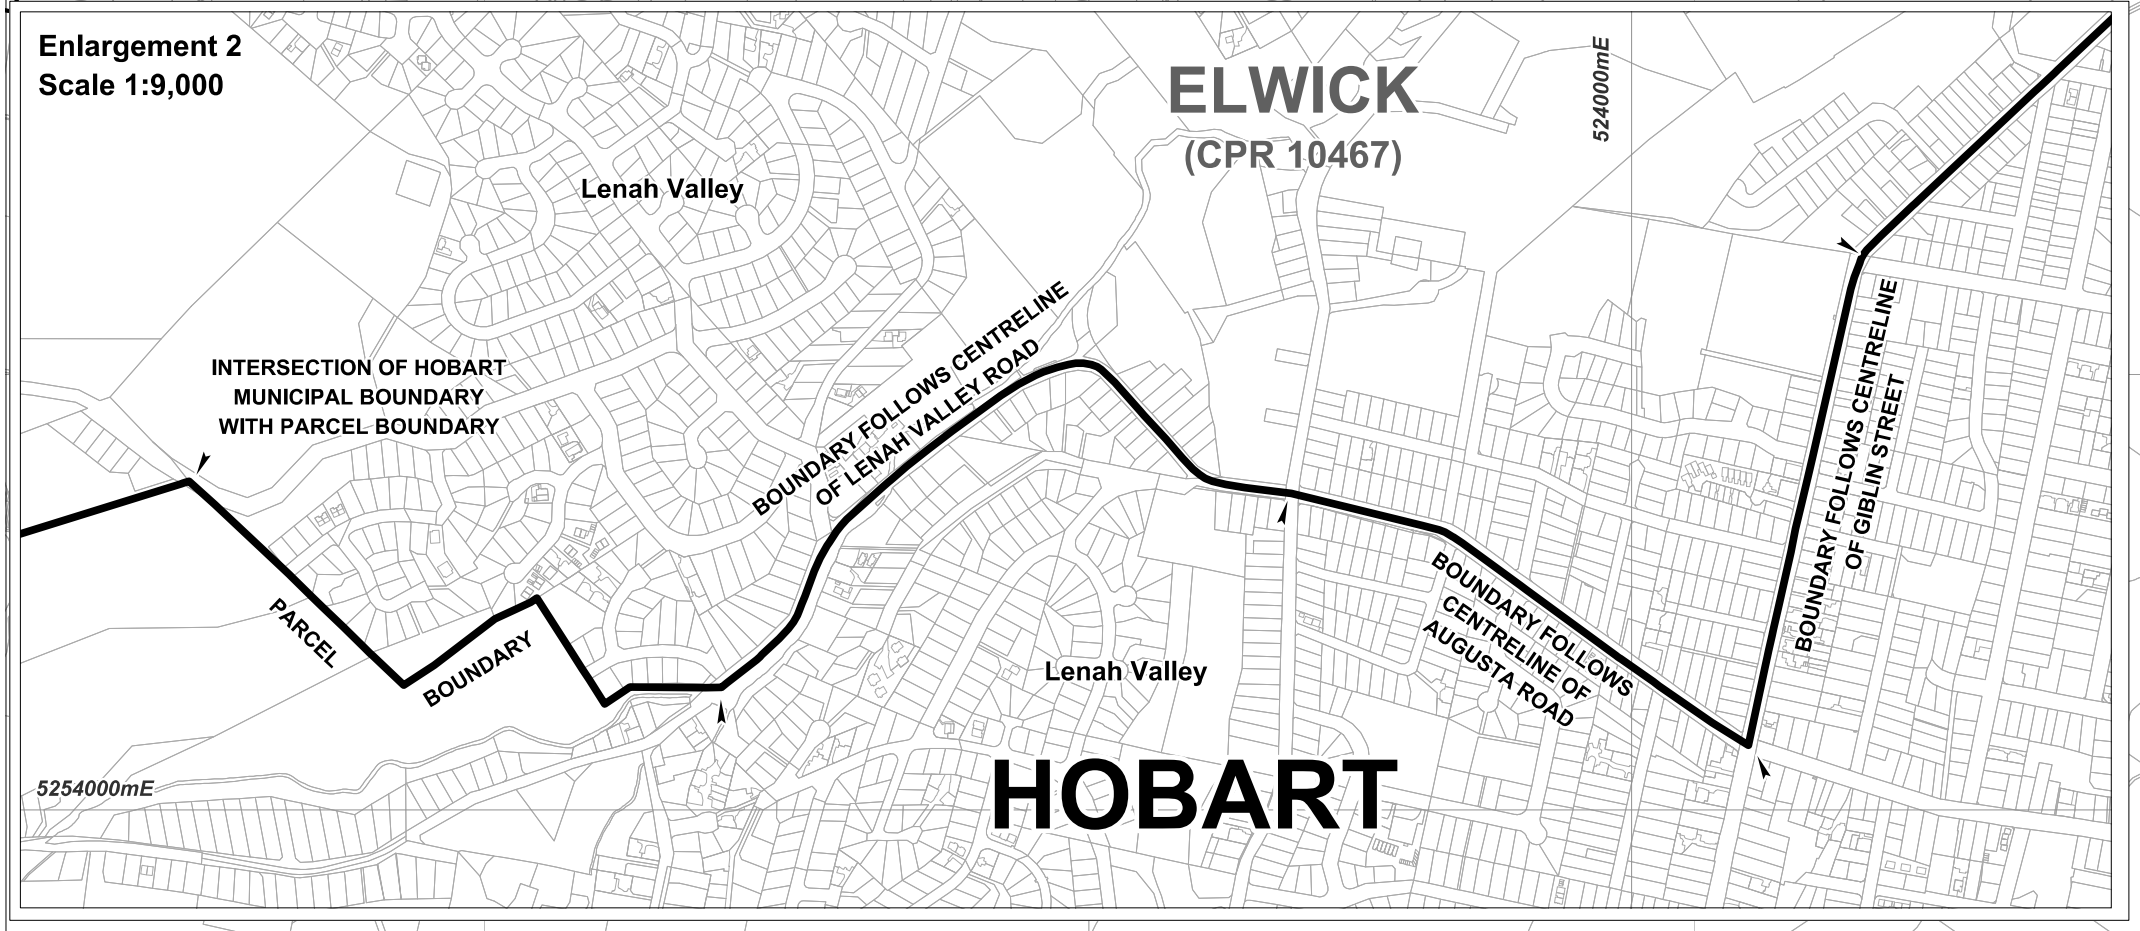 Enlargement 2
Scale 1:9,000
ELWICK
(CPR 10467)
524000mE
Lenah Valley
INTERSECTION OF HOBART
MUNICIPAL BOUNDARY
WITH PARCEL BOUNDARY
BOUNDARY FOLLOWS CENTRELINE
OF LENAH VALLEY ROAD
BOUNDARY FOLLOWS CENTRELINE
OF GIBLIN STREET
PARCEL
BOUNDARY
BOUNDARY FOLLOWS
CENTRELINE OF
AUGUSTA ROAD
Lenah Valley
HOBART
5254000mE